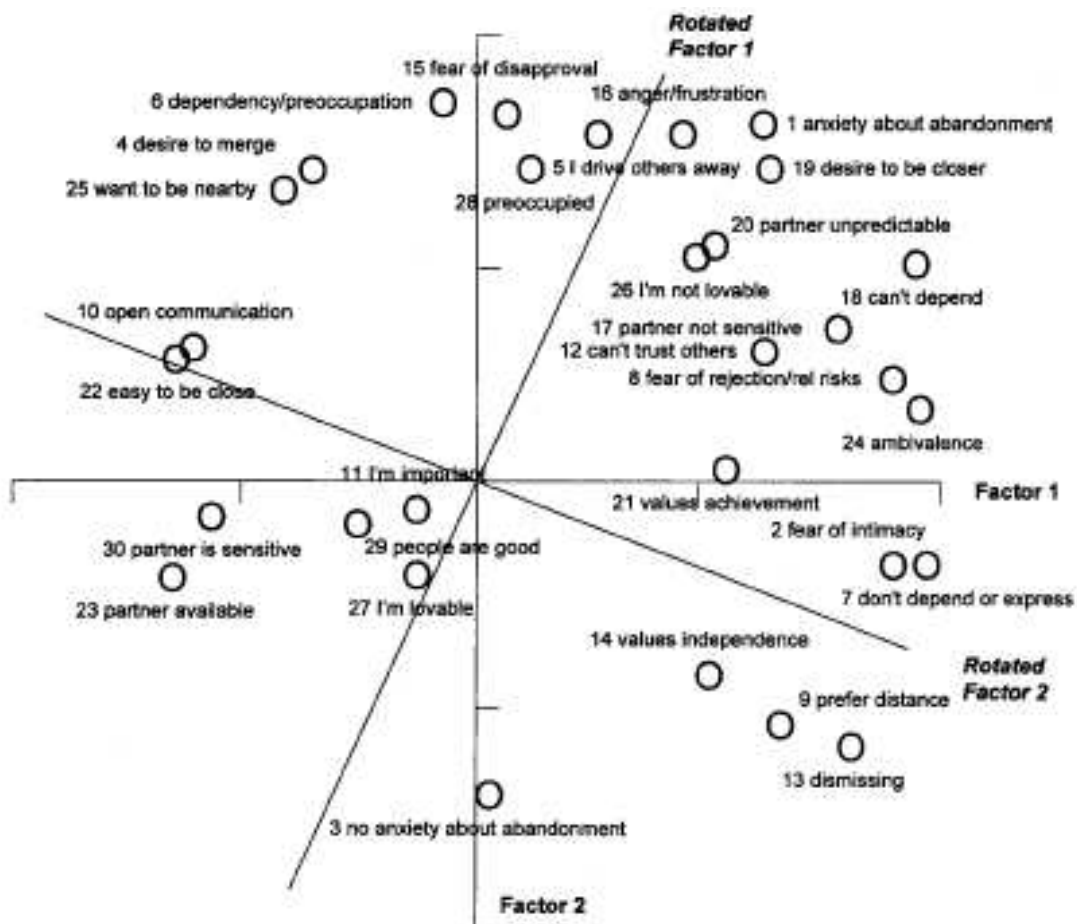 Rotated
Factor 1
15 fear of disapproval
6 dependency/preoccupation
16 anger/frustration
1 anxiety about abandonment
4 desire to merge
5 I drive others away
19 desire to be closer
25 want to be nearby
28 preoccupied
20 partner unpredictable
26 I'm not lovable
18 can't depend
10 open communication
17 partner not sensitive
12 can't trust others
8 fear of rejection/rel risks
22 easy to be close
24 ambivalence
11 I'm important
Factor 1
21 values achievement
2 fear of intimacy
30 partner is sensitive
29 people are good
23 partner available
27 I'm lovable
7 don't depend or express
14 values independence
Rotated
Factor 2
9 prefer distance
13 dismissing
3 no anxiety about abandonment
Factor 2